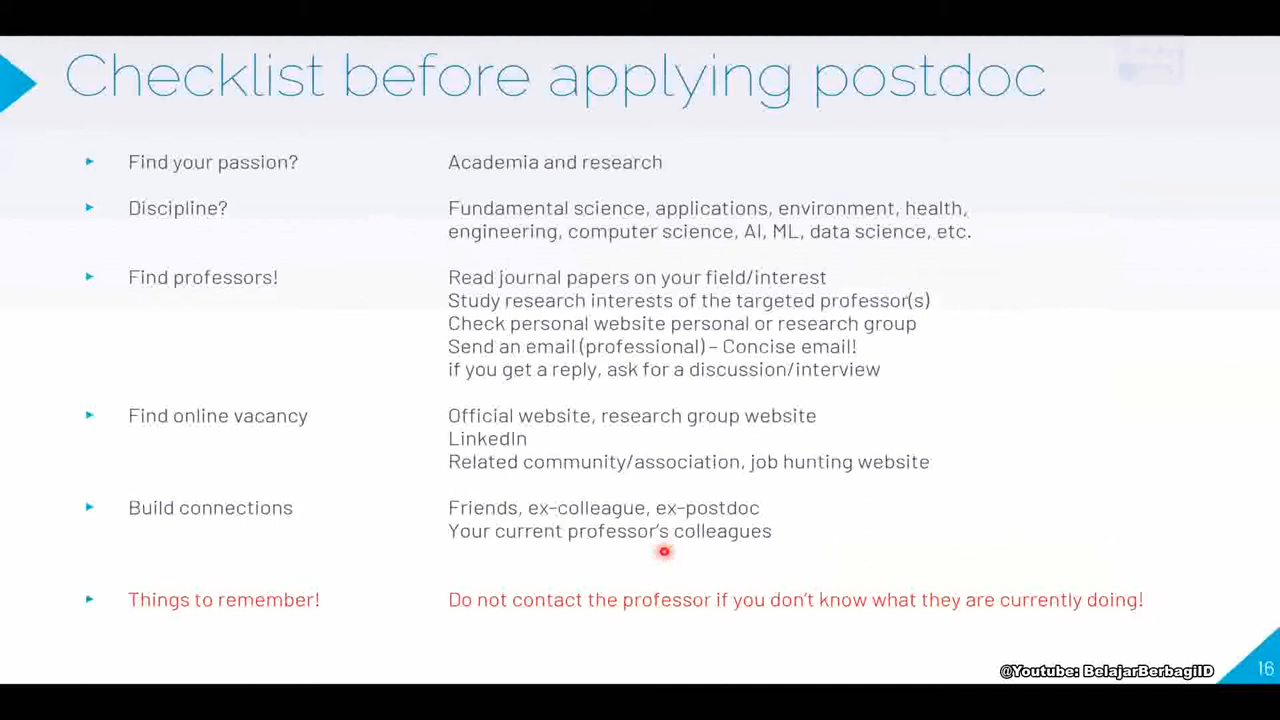 Checklist before applying postdoc
Find your passion? Academia and research
Discipline? Fundamental science, applications, environment, health,
engineering, computer science, AI, ML, data science, etc.
Find professors! Read journal papers on your field/interest
Study research interests of the targeted professor(s)
Check personal website personal or research group
Send an email (professional) – Concise email!
if you get a reply, ask for a discussion/interview
Find online vacancy Official website, research group website
LinkedIn
Related community/association, job hunting website
Build connections Friends, ex-colleague, ex-postdoc
Your current professor's colleagues
Things to remember! Do not contact the professor if you don't know what they are currently doing!
@Youtube: BelajarBerbagiID
16